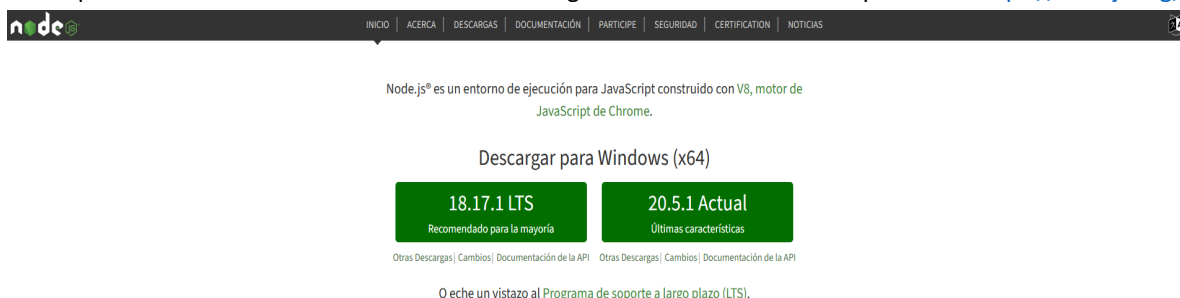 node
JS
INICIO | ACERCA | DESCARGAS | DOCUMENTACIÓN | PARTICIPE | SEGURIDAD | CERTIFICATION | NOTICIAS
Node.js® es un entorno de ejecución para JavaScript construido con V8, motor de
JavaScript de Chrome.
Descargar para Windows (x64)
18.17.1 LTS
Recomendado para la mayoría
20.5.1 Actual
Últimas características
Otras Descargas | Cambios | Documentación de la API
Otras Descargas | Cambios | Documentación de la API
O eche un vistazo al Programa de soporte a largo plazo (LTS).